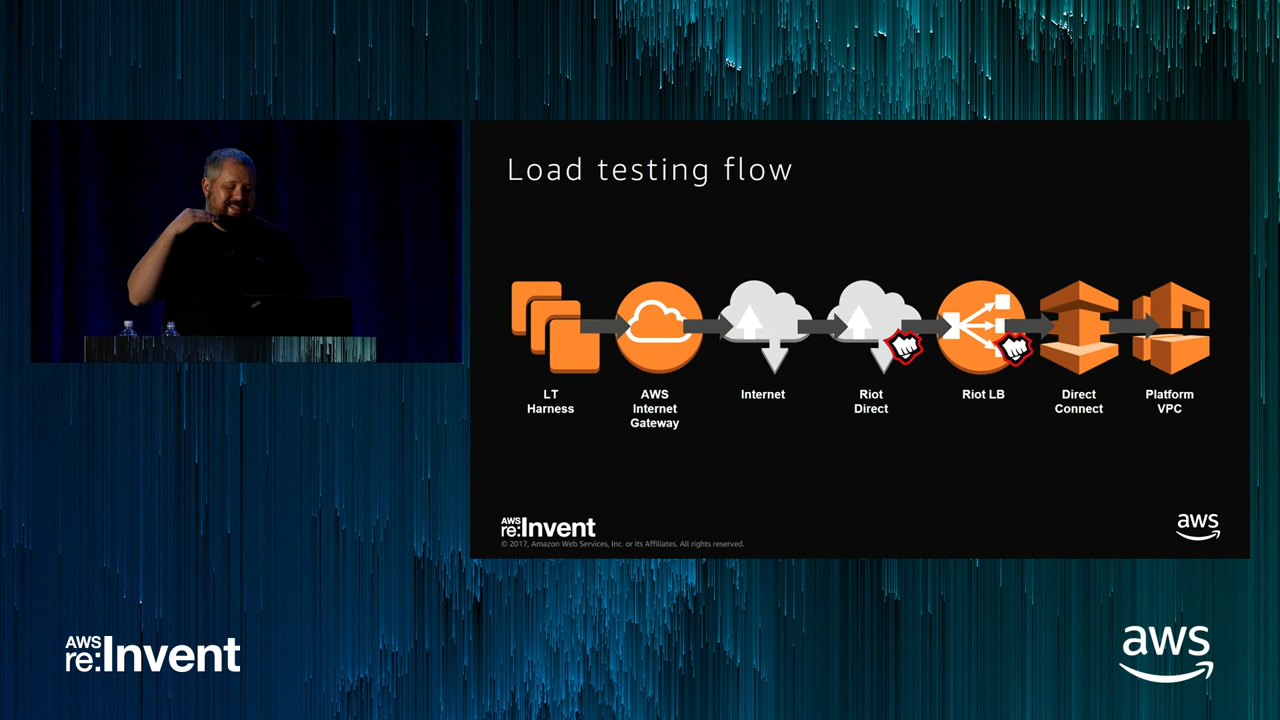 Load testing flow
LT
Harness
AWS
Internet
Gateway
Internet
Riot
Direct
Riot LB
Direct
Connect
Platform
VPC
AWS
re:Invent
© 2017, Amazon Web Services, Inc. or its Affiliates. All rights reserved.
aws
AWS
re:Invent
aws